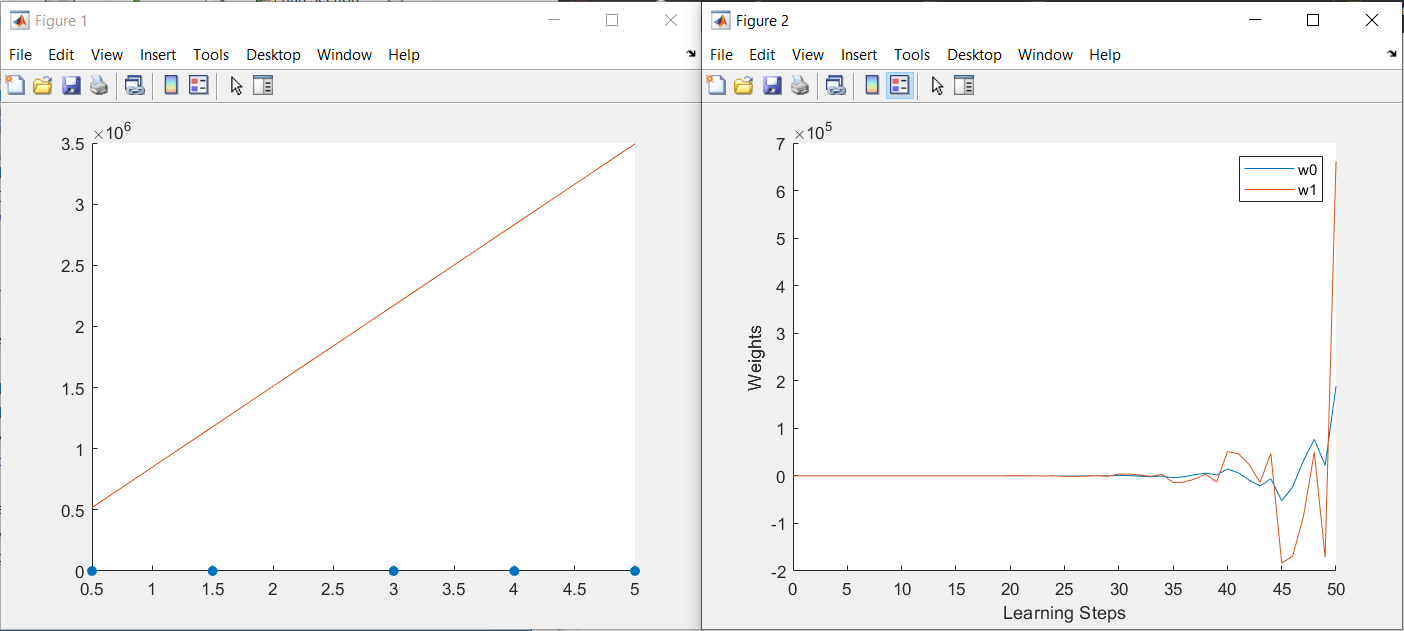 Figure 1
File Edit View Insert Tools Desktop Window Help
×10^6
3.5
3
2.5
2
1.5
1
0.5
0
0.5 1 1.5 2 2.5 3 3.5 4 4.5 5
Figure 2
File Edit View Insert Tools Desktop Window Help
×10^5
7
6
5
4
3
2
1
0
-1
-2
Weights
w0
w1
0 5 10 15 20 25 30 35 40 45 50
Learning Steps